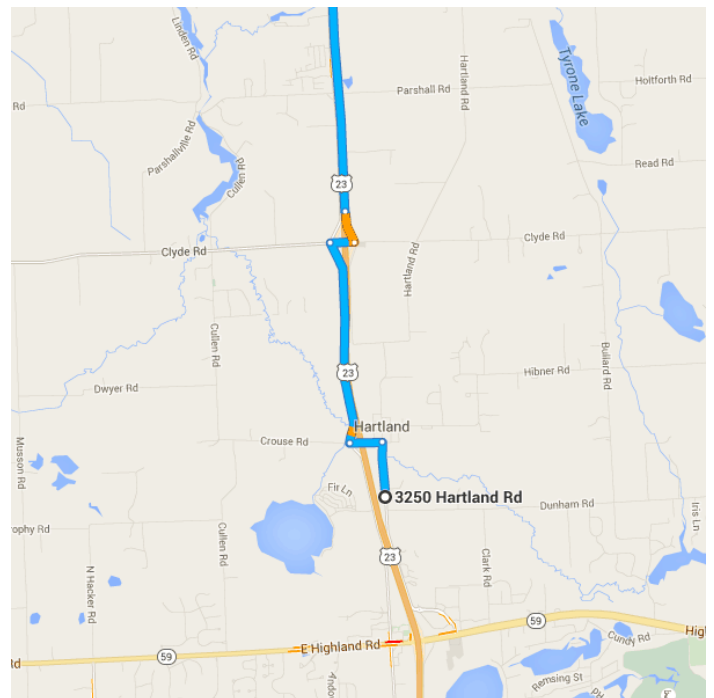 Linden Rd
Hartland Rd
Tyrone Lake
Holtforth Rd
Parshall Rd
Rd
Parshallville Rd
Cullen Rd
Read Rd
23
Clyde Rd
Clyde Rd
Hartland Rd
Cullen Rd
Bullard Rd
23
Hibner Rd
Dwyer Rd
Hartland
Crouse Rd
Musson Rd
Fir Ln
3250 Hartland Rd
Dunham Rd
Iris Ln
ophy Rd
Cullen Rd
23
Clark Rd
N Hacker Rd
59
High
Cundy Rd
E Highland Rd
59
Rd
Remsing St